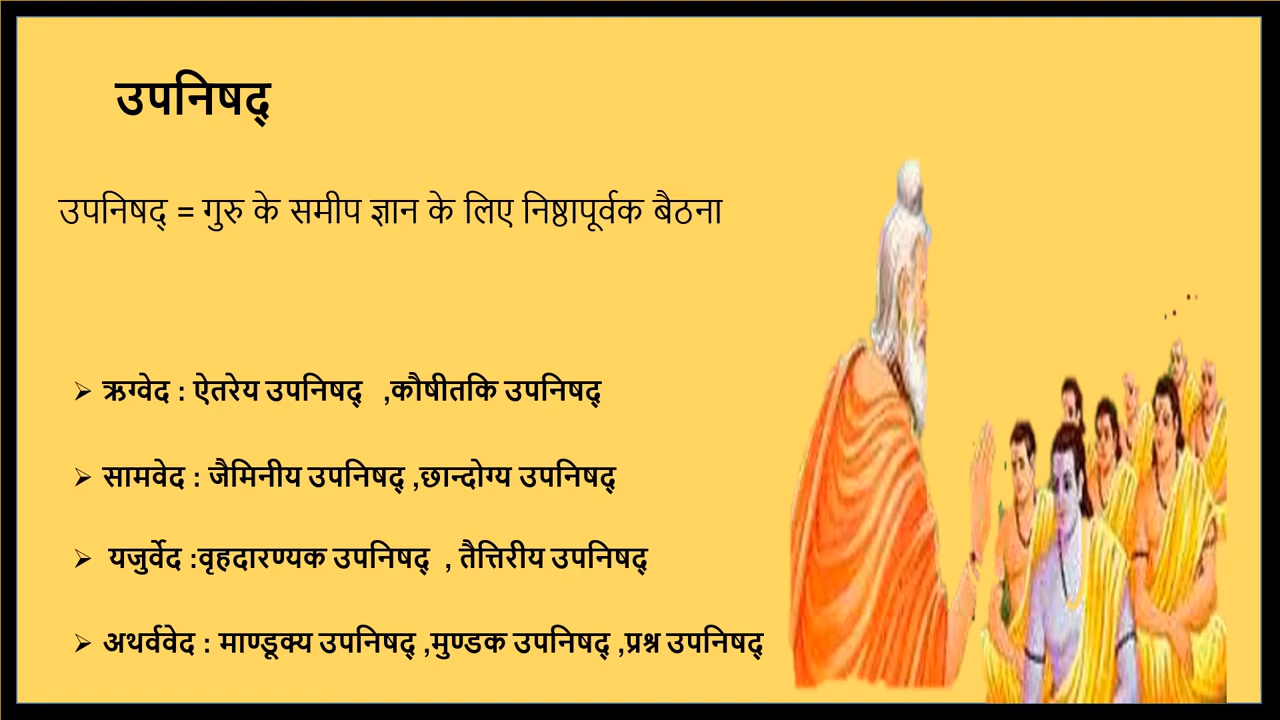 उपनिषद्
उपनिषद् = गुरु के समीप ज्ञान के लिए निष्ठापूर्वक बैठना
➢ ऋग्वेद : ऐतरेय उपनिषद् ,कौषीतकि उपनिषद्
➢ सामवेद : जैमिनीय उपनिषद् ,छान्दोग्य उपनिषद्
➢ यजुर्वेद :वृहदारण्यक उपनिषद् , तैत्तिरीय उपनिषद्
➢ अथर्ववेद : माण्डूक्य उपनिषद् ,मुण्डक उपनिषद् ,प्रश्न उपनिषद्